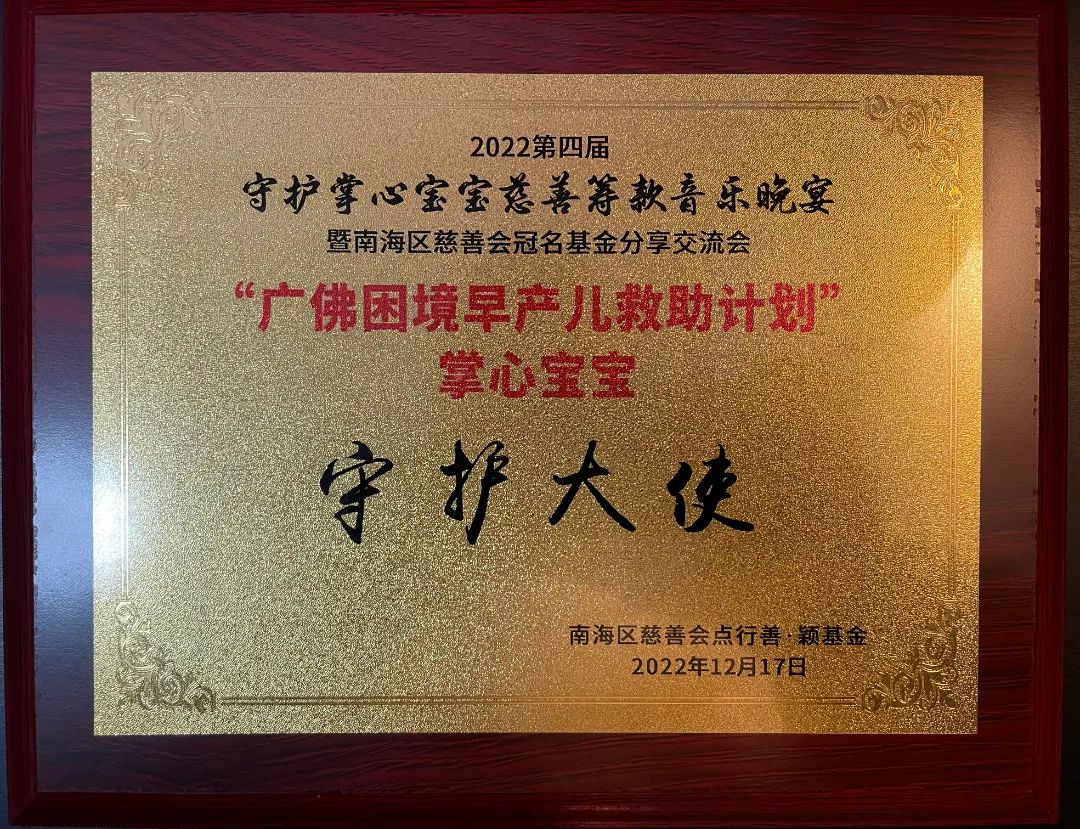 2022第四届
守护掌心宝宝慈善筹款音乐晚宴
暨南海区慈善会冠名基金分享交流会
“广佛困境早产儿救助计划”
掌心宝宝
守护大使
南海区慈善会点行善·颖基金
2022年12月17日